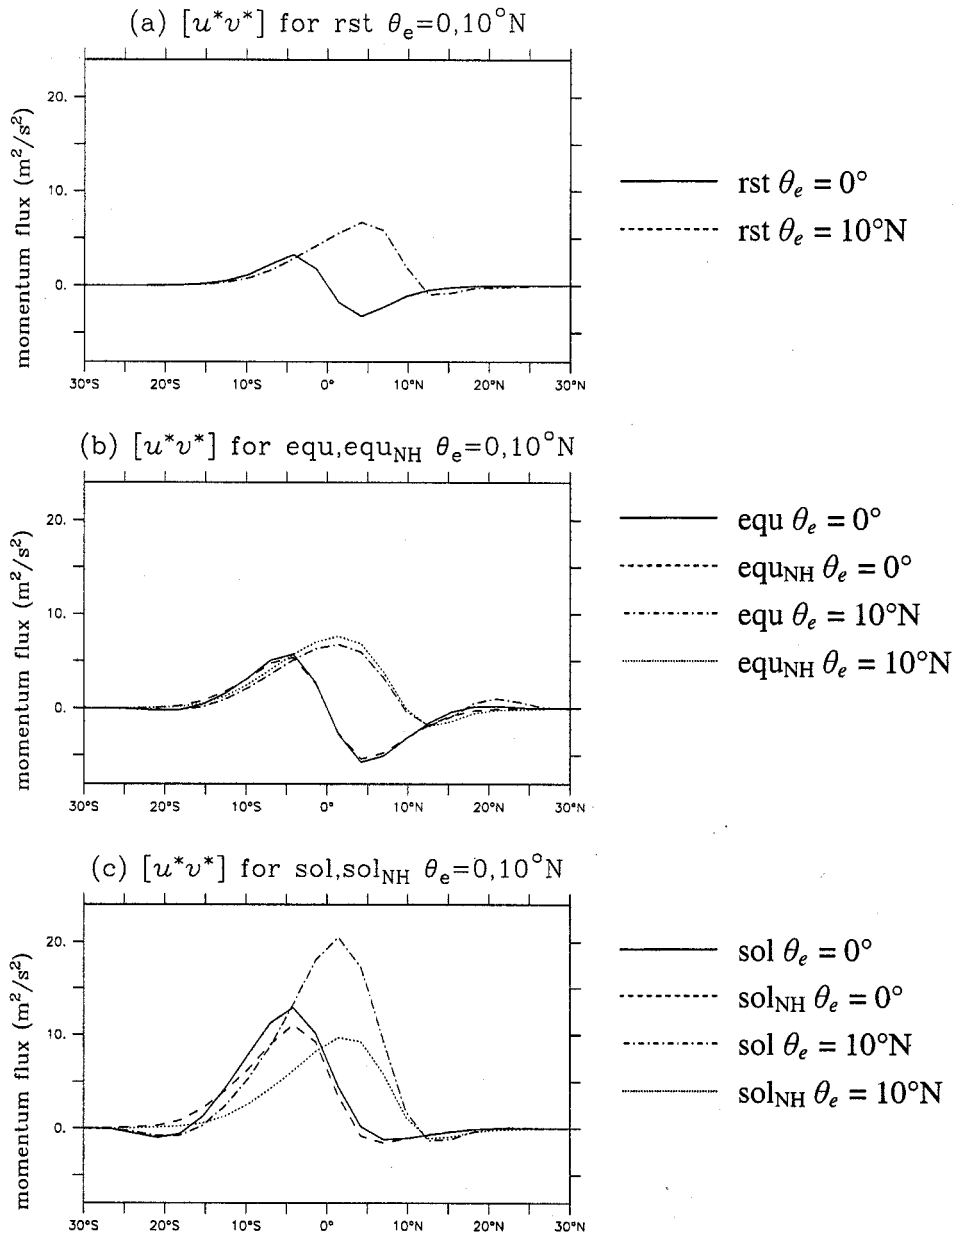 (a) [u*v*] for rst θe=0,10°N
momentum flux (m²/s²)
20.
10.
0.
30°S 20°S 10°S 0° 10°N 20°N 30°N
rst θe = 0°
rst θe = 10°N
(b) [u*v*] for equ,equNH θe=0,10°N
momentum flux (m²/s²)
20.
10.
0.
30°S 20°S 10°S 0° 10°N 20°N 30°N
equ θe = 0°
equNH θe = 0°
equ θe = 10°N
equNH θe = 10°N
(c) [u*v*] for sol,solNH θe=0,10°N
momentum flux (m²/s²)
20.
10.
0.
30°S 20°S 10°S 0° 10°N 20°N 30°N
sol θe = 0°
solNH θe = 0°
sol θe = 10°N
solNH θe = 10°N